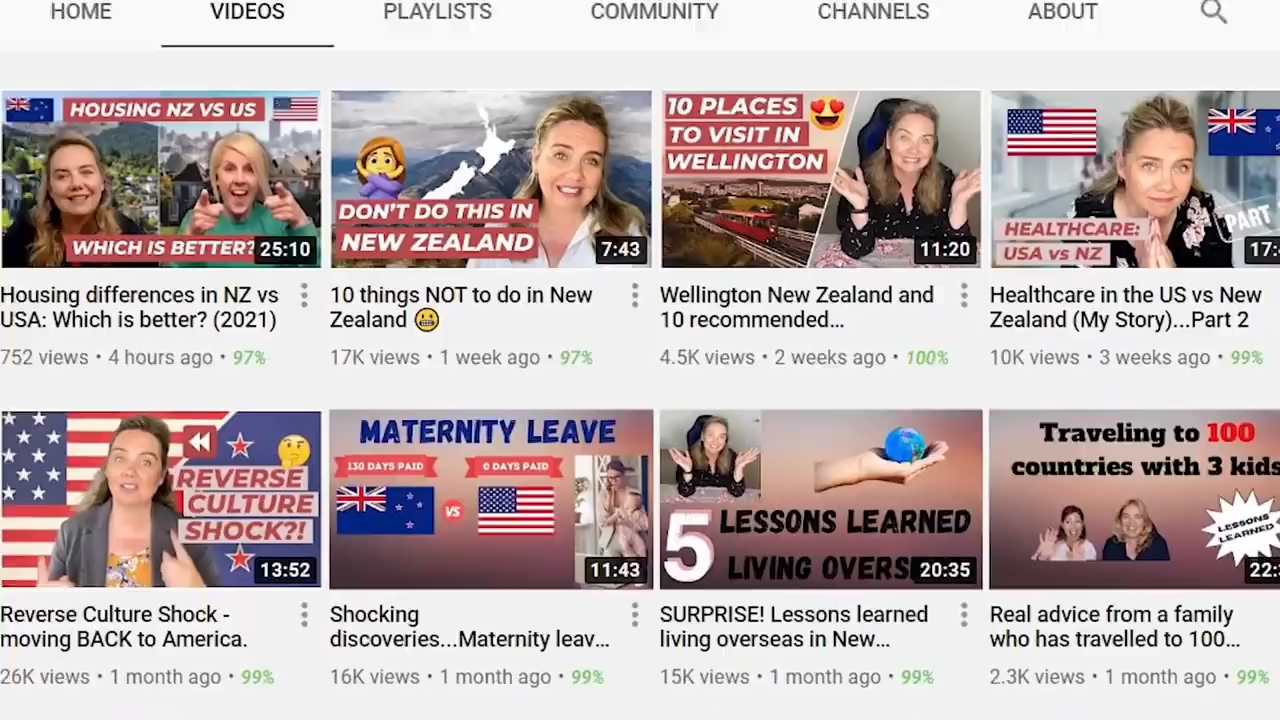 HOME VIDEOS PLAYLISTS COMMUNITY CHANNELS ABOUT
HOUSING NZ VS US
WHICH IS BETTER?
25:10
DON'T DO THIS IN
NEW ZEALAND
7:43
10 PLACES
TO VISIT IN
WELLINGTON
11:20
HEALTHCARE:
USA vs NZ
PART
17:
Housing differences in NZ vs
USA: Which is better? (2021)
752 views • 4 hours ago • 97%
10 things NOT to do in New
Zealand 😬
17K views • 1 week ago • 97%
Wellington New Zealand and
10 recommended...
4.5K views • 2 weeks ago • 100%
Healthcare in the US vs New
Zealand (My Story)...Part 2
10K views • 3 weeks ago • 99%
REVERSE
CULTURE
SHOCK?!
13:52
MATERNITY LEAVE
130 DAYS PAID
0 DAYS PAID
VS
11:43
5 LESSONS LEARNED
LIVING OVERS
20:35
Traveling to 100
countries with 3 kids
LESSONS
LEARNED
22:
Reverse Culture Shock -
moving BACK to America.
26K views • 1 month ago • 99%
Shocking
discoveries...Maternity leav...
16K views • 1 month ago • 99%
SURPRISE! Lessons learned
living overseas in New...
15K views • 1 month ago • 99%
Real advice from a family
who has travelled to 100...
2.3K views • 1 month ago • 99%